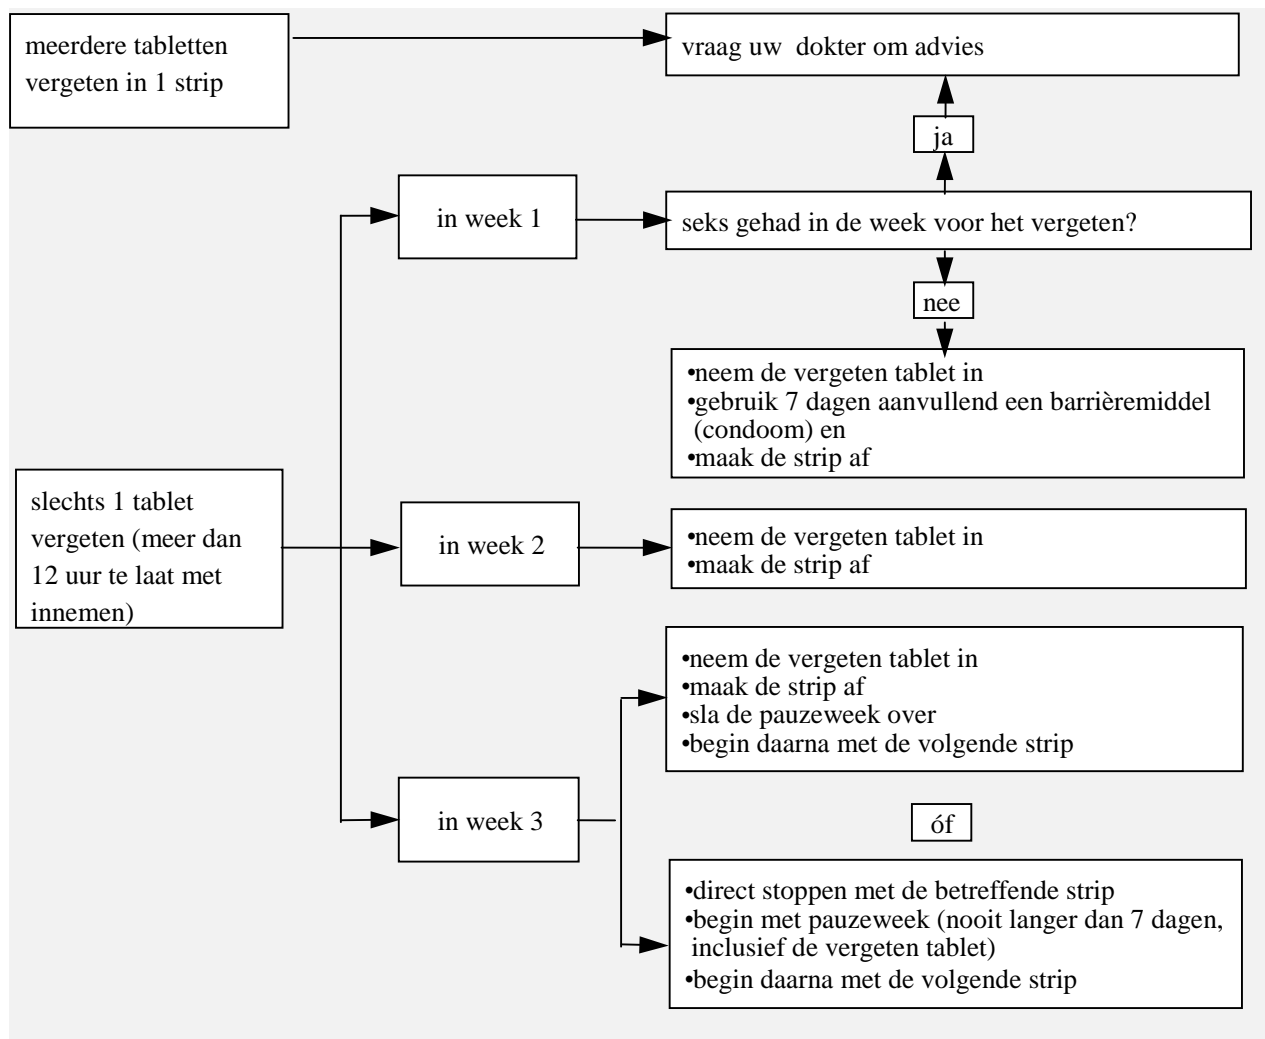 meerdere tabletten
vergeten in 1 strip
vraag uw dokter om advies
ja
in week 1
seks gehad in de week voor het vergeten?
nee
•neem de vergeten tablet in
•gebruik 7 dagen aanvullend een barrièremiddel
(condoom) en
•maak de strip af
slechts 1 tablet
vergeten (meer dan
12 uur te laat met
innemen)
in week 2
•neem de vergeten tablet in
•maak de strip af
in week 3
•neem de vergeten tablet in
•maak de strip af
•sla de pauzeweek over
•begin daarna met de volgende strip
óf
•direct stoppen met de betreffende strip
•begin met pauzeweek (nooit langer dan 7 dagen,
inclusief de vergeten tablet)
•begin daarna met de volgende strip